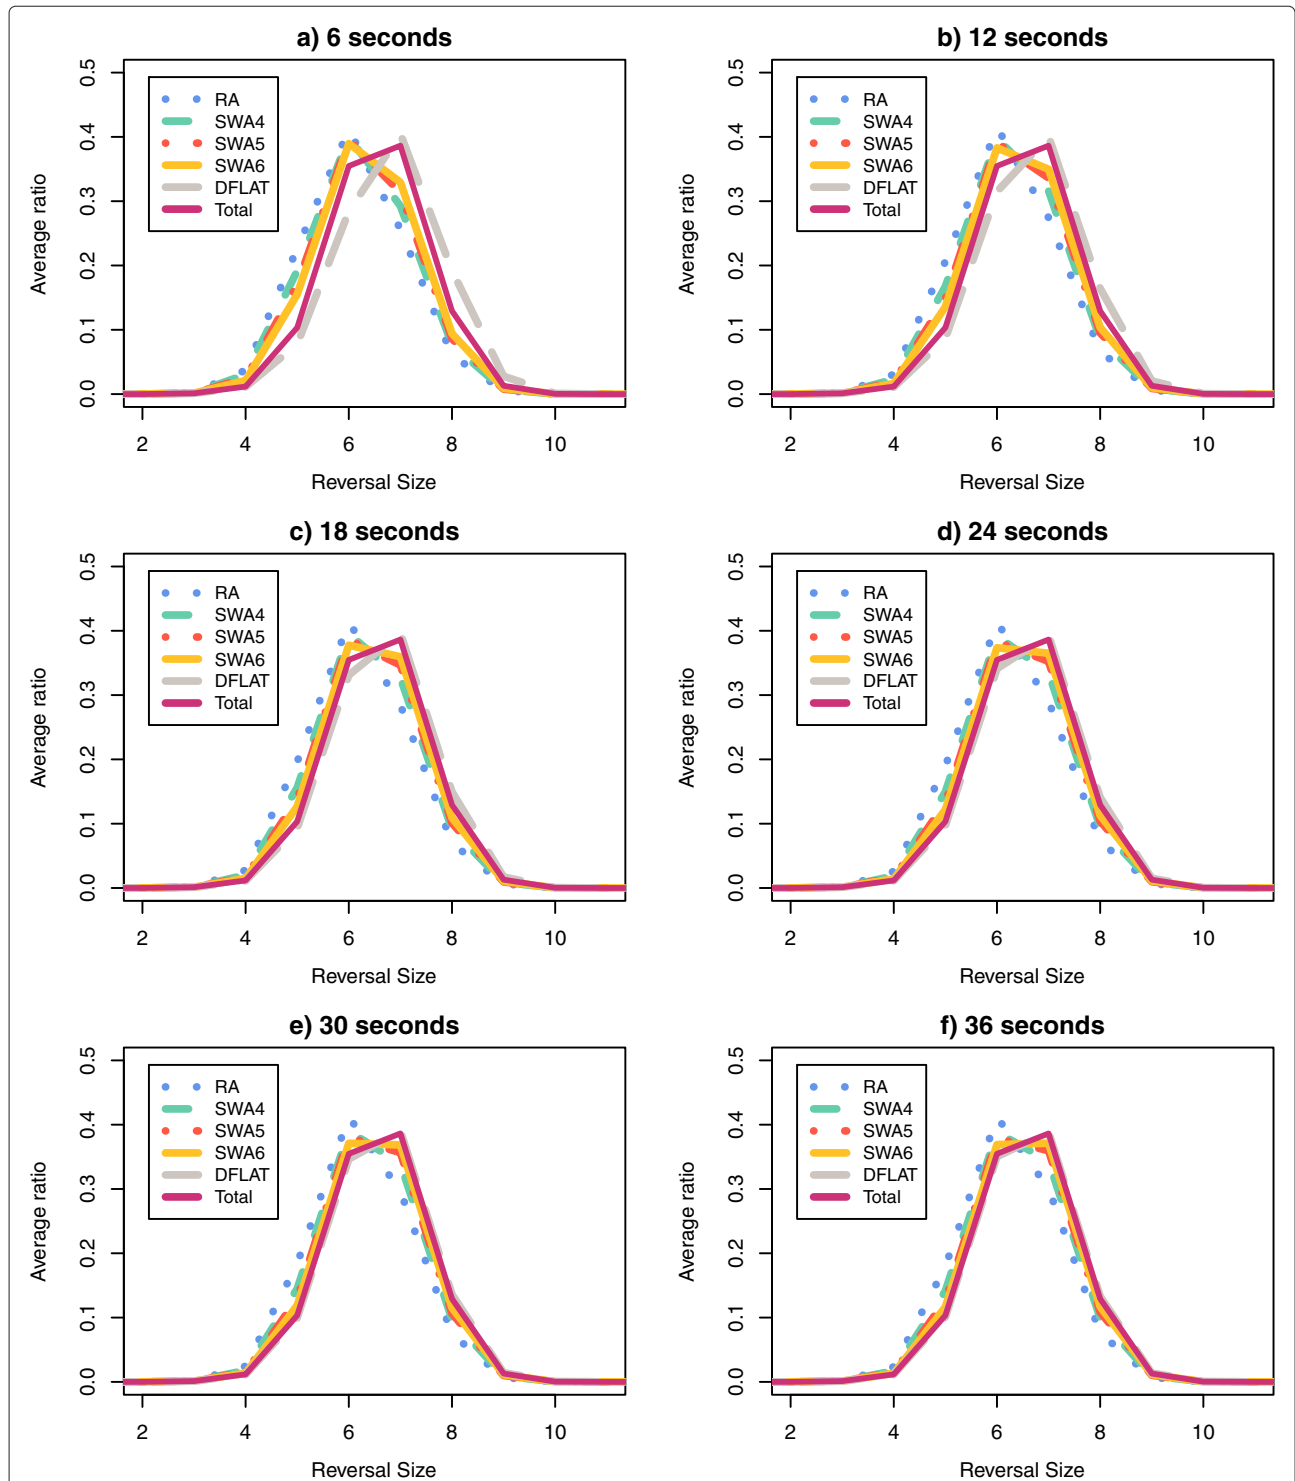 a) 6 seconds
0.5
0.4
0.3
0.2
0.1
0.0
Average ratio
RA
SWA4
SWA5
SWA6
DFLAT
Total
2 4 6 8 10
Reversal Size
b) 12 seconds
0.5
0.4
0.3
0.2
0.1
0.0
Average ratio
RA
SWA4
SWA5
SWA6
DFLAT
Total
2 4 6 8 10
Reversal Size
c) 18 seconds
0.5
0.4
0.3
0.2
0.1
0.0
Average ratio
RA
SWA4
SWA5
SWA6
DFLAT
Total
2 4 6 8 10
Reversal Size
d) 24 seconds
0.5
0.4
0.3
0.2
0.1
0.0
Average ratio
RA
SWA4
SWA5
SWA6
DFLAT
Total
2 4 6 8 10
Reversal Size
e) 30 seconds
0.5
0.4
0.3
0.2
0.1
0.0
Average ratio
RA
SWA4
SWA5
SWA6
DFLAT
Total
2 4 6 8 10
Reversal Size
f) 36 seconds
0.5
0.4
0.3
0.2
0.1
0.0
Average ratio
RA
SWA4
SWA5
SWA6
DFLAT
Total
2 4 6 8 10
Reversal Size